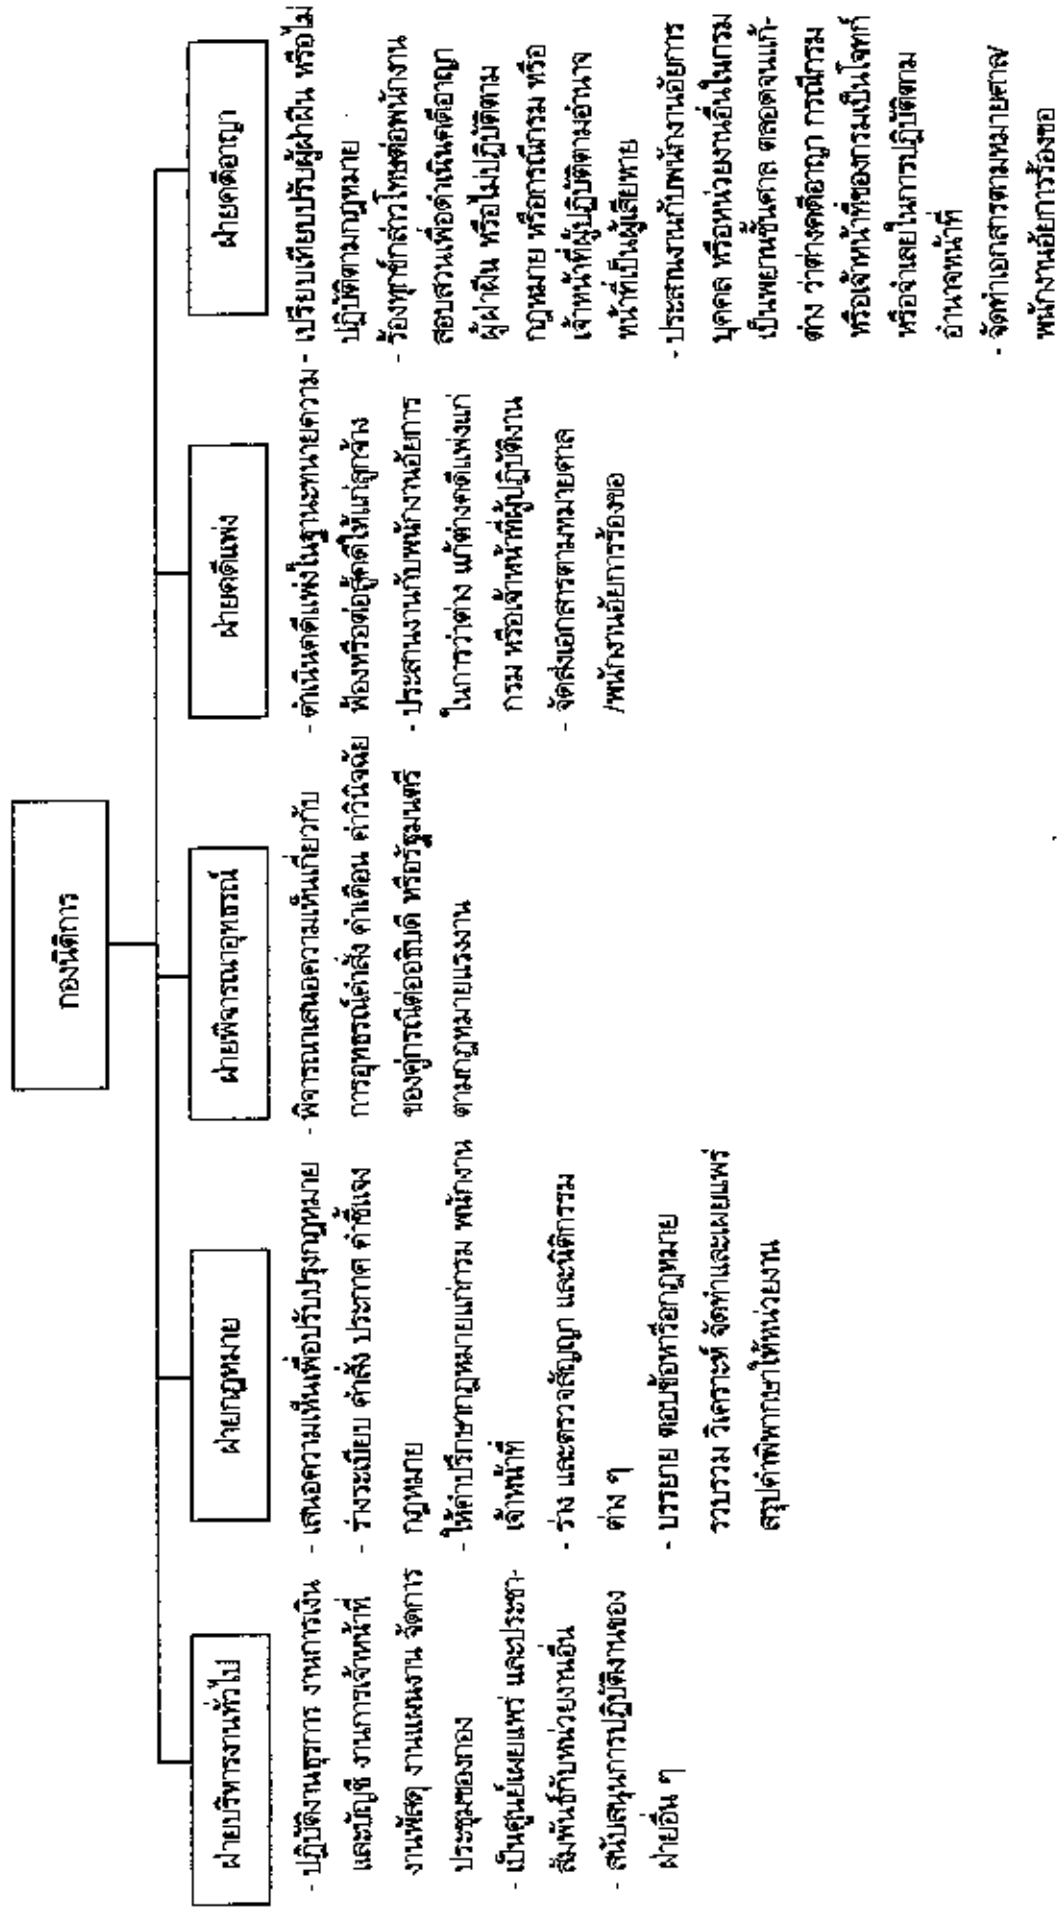 กองนิติการ
ฝ่ายบริหารงานทั่วไป
- ปฏิบัติงานธุรการ งานการเงิน
และบัญชี งานการเจ้าหน้าที่
งานพัสดุ งานแผนงาน จัดการ
ประชุมของกอง
- เป็นศูนย์เผยแพร่ และประชา-
สัมพันธ์กับหน่วยงานอื่น
- สนับสนุนการปฏิบัติงานของ
ฝ่ายอื่น ๆ
ฝ่ายกฎหมาย
- เสนอความเห็นเพื่อปรับปรุงกฎหมาย
- ร่างระเบียบ คำสั่ง ประกาศ คำชี้แจง
กฎหมาย
- ให้คำปรึกษากฎหมายแก่กรม พนักงาน
เจ้าหน้าที่
- ร่าง และตรวจสัญญา และนิติกรรม
ต่าง ๆ
- บรรยาย ตอบข้อหารือกฎหมาย
รวบรวม วิเคราะห์ จัดทำและเผยแพร่
สรุปคำพิพากษาให้หน่วยงาน
ฝ่ายพิจารณาอุทธรณ์
- พิจารณาเสนอความเห็นเกี่ยวกับ
การอุทธรณ์คำสั่ง คำเตือน คำวินิจฉัย
ของคู่กรณีต่ออธิบดี หรือรัฐมนตรี
ตามกฎหมายแรงงาน
ฝ่ายคดีแพ่ง
- ดำเนินคดีแพ่งในฐานะทนายความ
ฟ้องหรือต่อสู้คดีให้แก่ลูกจ้าง
- ประสานงานกับพนักงานอัยการ
ในการว่าต่าง แก้ต่างคดีแพ่งแก่
กรม หรือเจ้าหน้าที่ผู้ปฏิบัติงาน
- จัดส่งเอกสารตามหมายศาล
/พนักงานอัยการร้องขอ
ฝ่ายคดีอาญา
- เปรียบเทียบปรับผู้ฝ่าฝืน หรือไม่
ปฏิบัติตามกฎหมาย
- ร้องทุกข์กล่าวโทษต่อพนักงาน
สอบสวนเพื่อดำเนินคดีอาญา
ผู้ฝ่าฝืน หรือไม่ปฏิบัติตาม
กฎหมาย หรือกรณีกรม หรือ
เจ้าหน้าที่ผู้ปฏิบัติตามอำนาจ
หน้าที่เป็นผู้เสียหาย
- ประสานงานกับพนักงานอัยการ
บุคคล หรือหน่วยงานอื่นในกรม
เป็นพยานชั้นศาล ตลอดจนแก้-
ต่าง ว่าต่างคดีอาญา กรณีกรม
หรือเจ้าหน้าที่ของกรมเป็นโจทก์
หรือจำเลยในการปฏิบัติตาม
อำนาจหน้าที่
- จัดทำเอกสารตามหมายศาล/
พนักงานอัยการร้องขอ